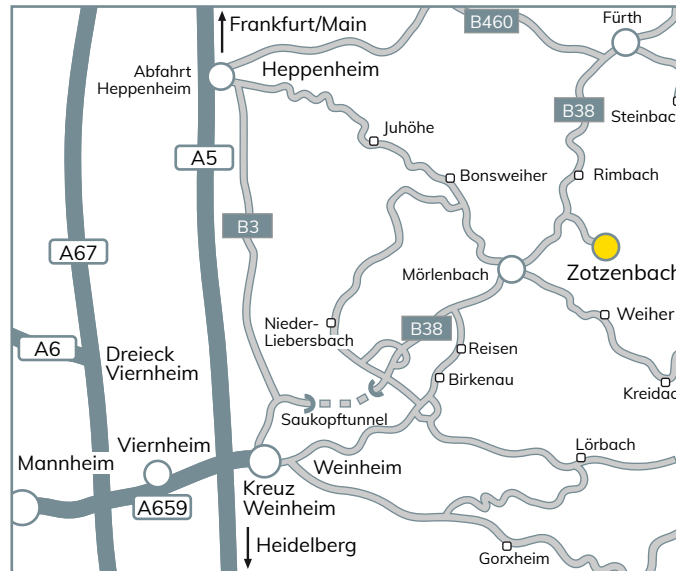 Frankfurt/Main
B460
Fürth
Abfahrt
Heppenheim
Heppenheim
B38
Steinbac
Juhöhe
A5
Bonsweiher
Rimbach
B3
A67
Mörlenbach
Zotzenbach
Nieder-
Liebersbach
B38
Weiher
A6
Dreieck
Viernheim
Reisen
Birkenau
Kreidac
Saukopftunnel
Viernheim
Lörbach
Mannheim
Weinheim
Kreuz
Weinheim
A659
Heidelberg
Gorxheim